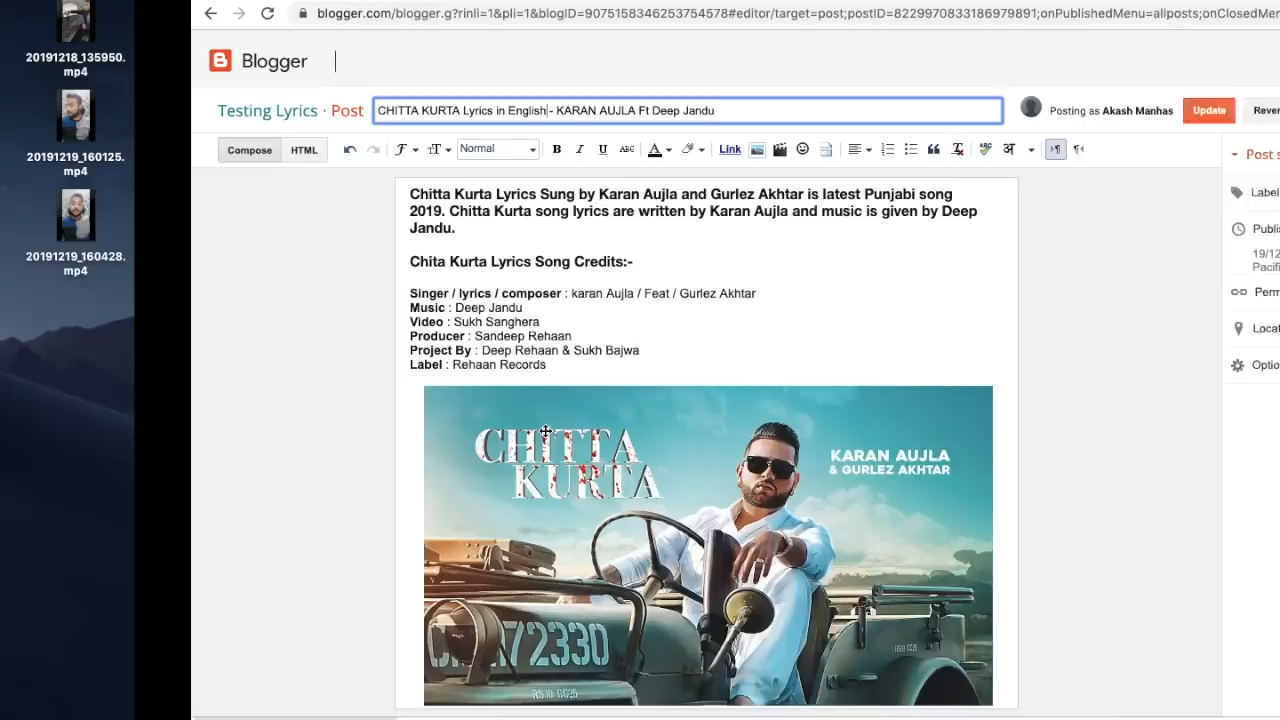 20191218_135950.
mp4
20191219_160125.
mp4
20191219_160428.
mp4
blogger.com/blogger.g?rinli=1&pli=1&blogID=9075158346253754578#editor/target=post;postID=8229970833186979891;onPublishedMenu=allposts;onClosedMen
Blogger
Testing Lyrics · Post
CHITTA KURTA Lyrics in English- KARAN AUJLA Ft Deep Jandu
Posting as Akash Manhas
Update
Rever
Compose
HTML
Normal
B I U ABC A
Link
अ
Chitta Kurta Lyrics Sung by Karan Aujla and Gurlez Akhtar is latest Punjabi song
2019. Chitta Kurta song lyrics are written by Karan Aujla and music is given by Deep
Jandu.
Chita Kurta Lyrics Song Credits:-
Singer / lyrics / composer : karan Aujla / Feat / Gurlez Akhtar
Music : Deep Jandu
Video : Sukh Sanghera
Producer : Sandeep Rehaan
Project By : Deep Rehaan & Sukh Bajwa
Label : Rehaan Records
CHITTA
KURTA
KARAN AUJLA
& GURLEZ AKHTAR
72330
Post s
Label
Publis
19/12
Pacifi
Perm
Locat
Optio